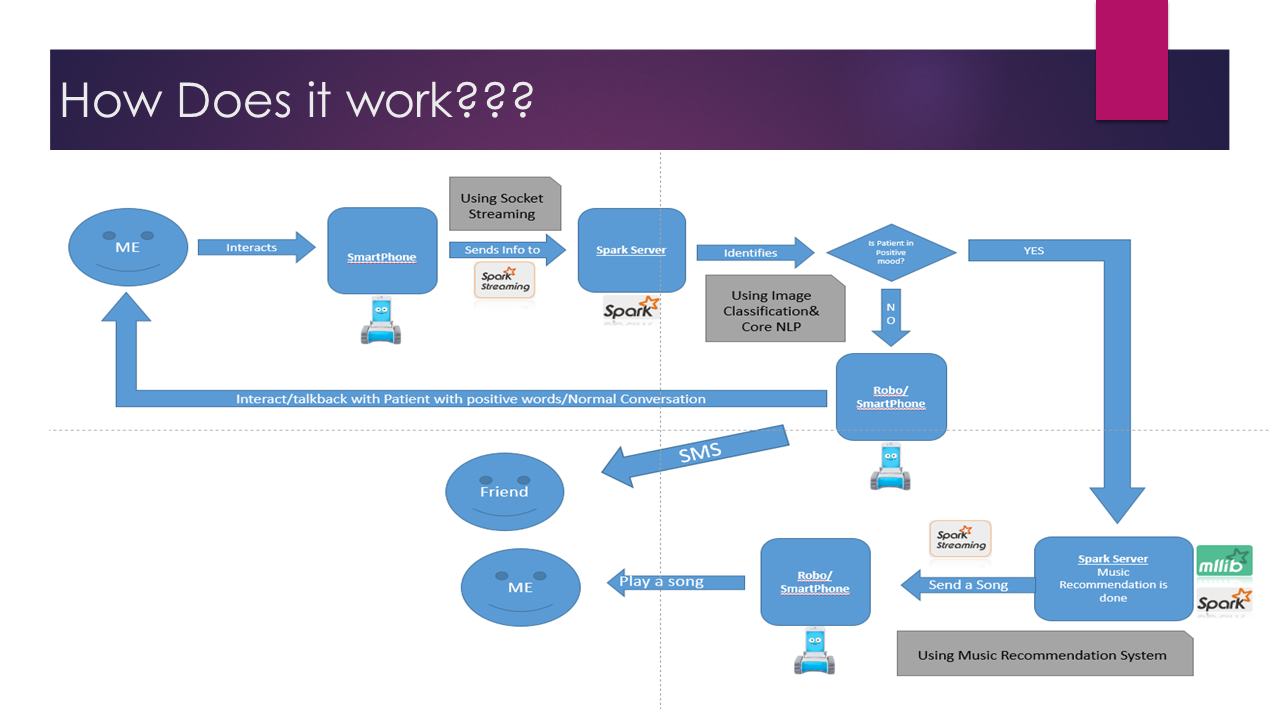 How Does it work???
Using Socket
Streaming
ME
Interacts
SmartPhone
Sends Info to
Spark
Streaming
Spark Server
Spark
Identifies
Using Image
Classification&
Core NLP
Is Patient in
Positive
mood?
YES
N
O
Robo/
SmartPhone
Interact/talkback with Patient with positive words/Normal Conversation
SMS
Friend
ME
Play a song
Robo/
SmartPhone
Spark
Streaming
Send a Song
Spark Server
Music
Recommendation is
done
mllib
Spark
Using Music Recommendation System